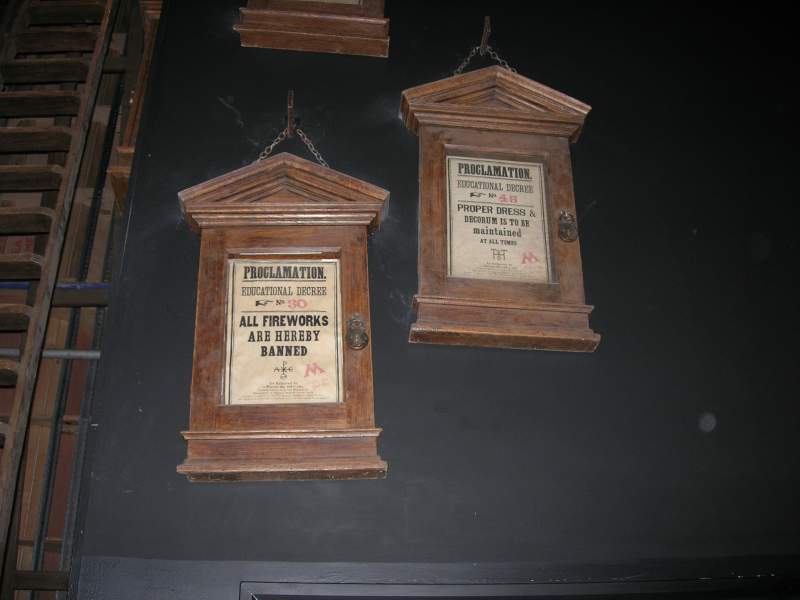 PROCLAMATION.
EDUCATIONAL DECREE
No 30
ALL FIREWORKS
ARE HEREBY
BANNED
M
PROCLAMATION.
EDUCATIONAL DECREE
No 45
PROPER DRESS &
DECORUM IS TO BE
maintained
AT ALL TIMES
M